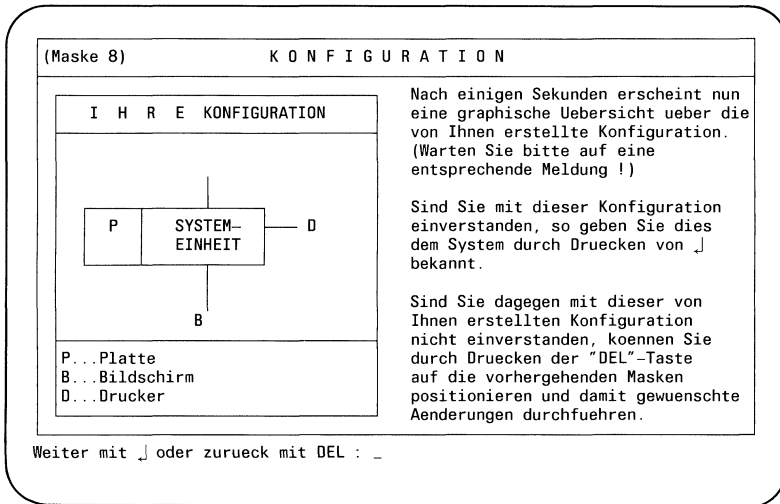 (Maske 8) K O N F I G U R A T I O N
I H R E KONFIGURATION
P SYSTEM– D
EINHEIT
B
P...Platte
B...Bildschirm
D...Drucker
Nach einigen Sekunden erscheint nun
eine graphische Uebersicht ueber die
von Ihnen erstellte Konfiguration.
(Warten Sie bitte auf eine
entsprechende Meldung !)
Sind Sie mit dieser Konfiguration
einverstanden, so geben Sie dies
dem System durch Druecken von ⏎
bekannt.
Sind Sie dagegen mit dieser von
Ihnen erstellten Konfiguration
nicht einverstanden, koennen Sie
durch Druecken der "DEL"–Taste
auf die vorhergehenden Masken
positionieren und damit gewuenschte
Aenderungen durchfuehren.
Weiter mit ⏎ oder zurueck mit DEL : _